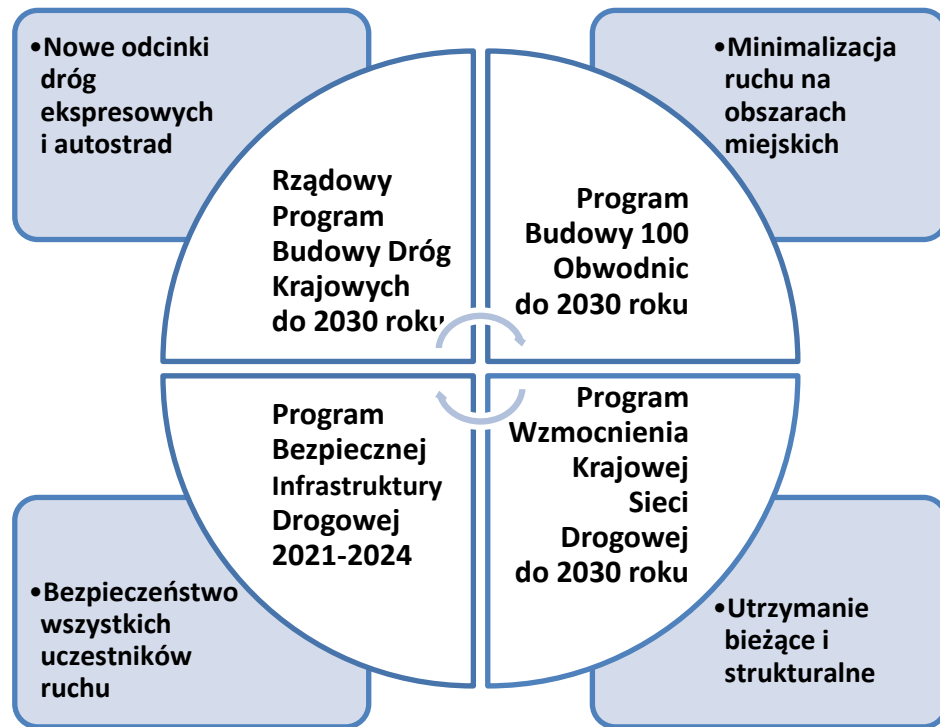 •Nowe odcinki
dróg
ekspresowych
i autostrad
•Minimalizacja
ruchu na
obszarach
miejskich
Rządowy
Program
Budowy Dróg
Krajowych
do 2030 roku
Program
Budowy 100
Obwodnic
do 2030 roku
Program
Bezpiecznej
Infrastruktury
Drogowej
2021-2024
Program
Wzmocnienia
Krajowej
Sieci
Drogowej
do 2030 roku
•Bezpieczeństwo
wszystkich
uczestników
ruchu
•Utrzymanie
bieżące i
strukturalne